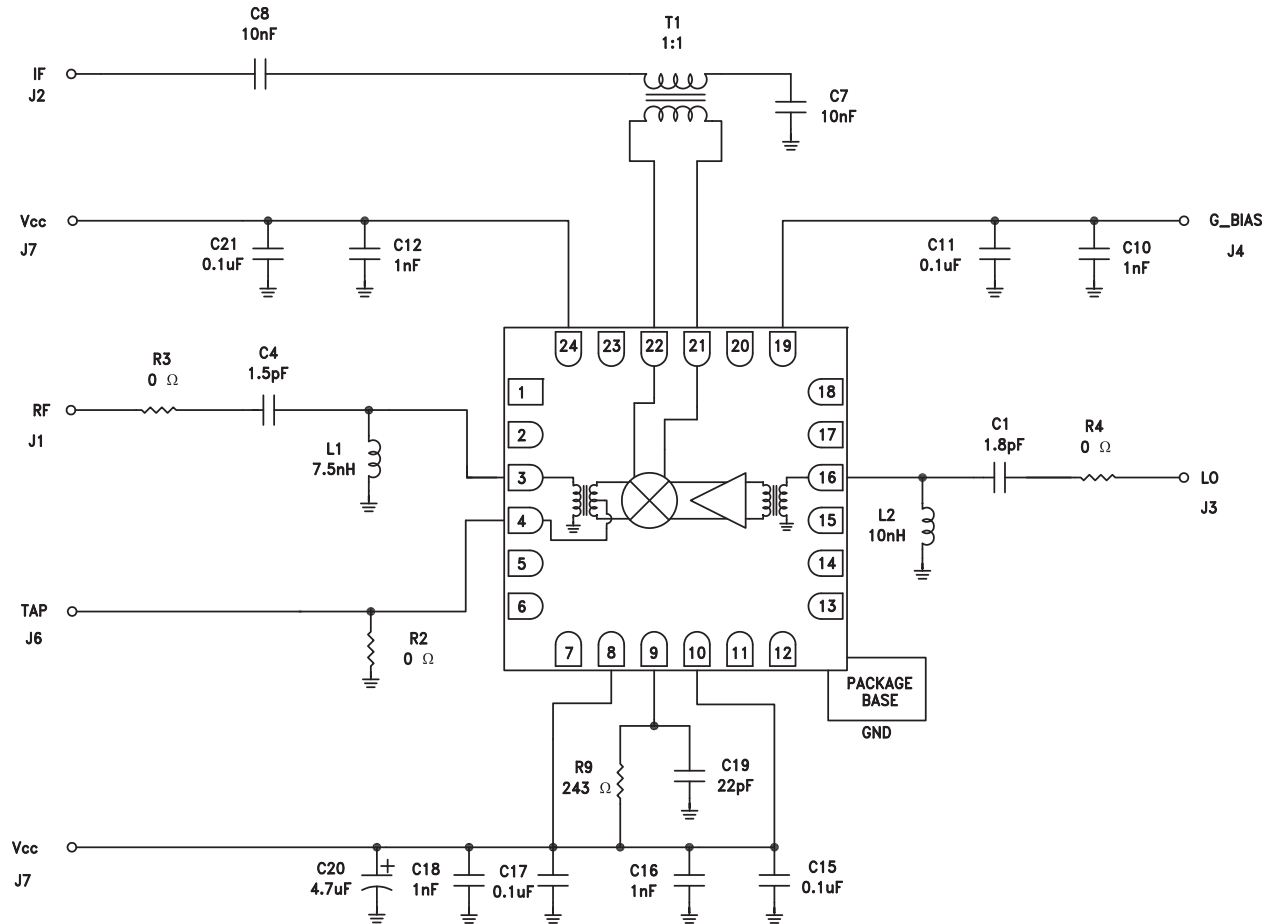 C8
10nF
T1
1:1
IF
J2
C7
10nF
Vcc
J7
C21
0.1uF
C12
1nF
C11
0.1uF
C10
1nF
G_BIAS
J4
24
23
22
21
20
19
R3
0 Ω
C4
1.5pF
RF
J1
L1
7.5nH
1
2
3
4
5
6
18
17
16
15
14
13
C1
1.8pF
R4
0 Ω
LO
J3
L2
10nH
TAP
J6
R2
0 Ω
7
8
9
10
11
12
PACKAGE
BASE
GND
R9
243 Ω
C19
22pF
Vcc
J7
C20
4.7uF
+
C18
1nF
C17
0.1uF
C16
1nF
C15
0.1uF